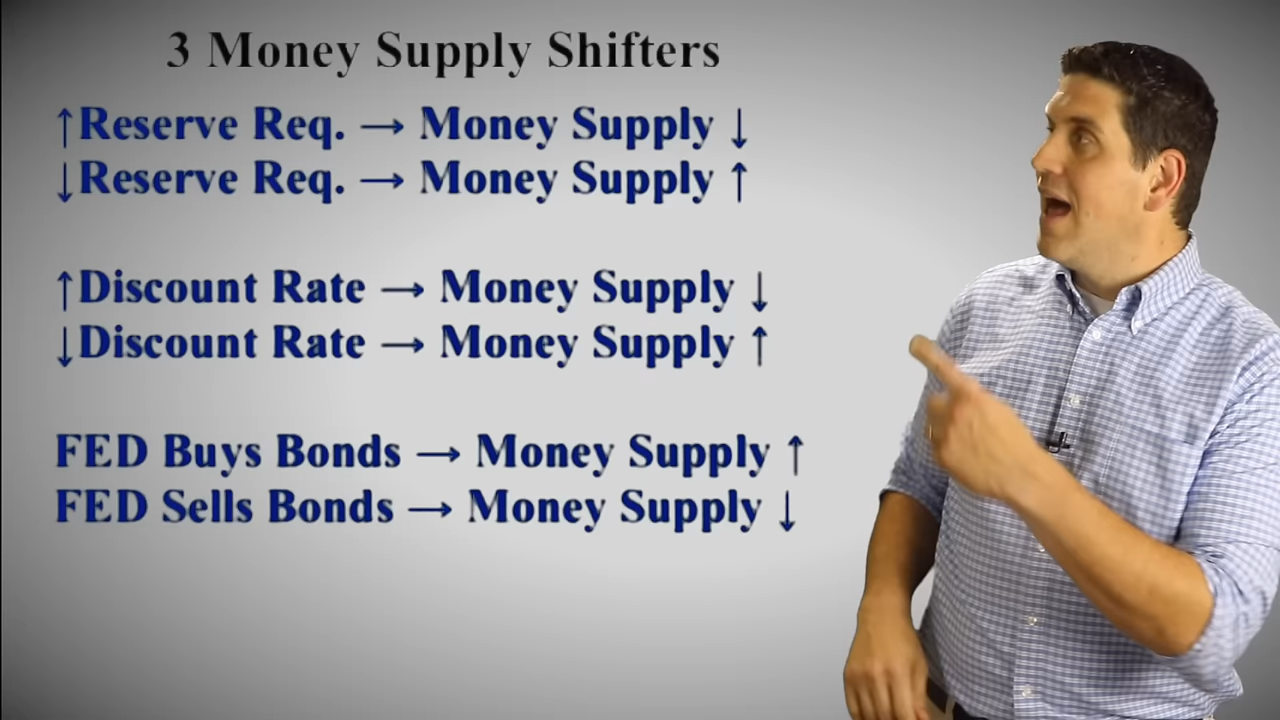 3 Money Supply Shifters
↑Reserve Req. → Money Supply ↓
↓Reserve Req. → Money Supply ↑
↑Discount Rate → Money Supply ↓
↓Discount Rate → Money Supply ↑
FED Buys Bonds → Money Supply ↑
FED Sells Bonds → Money Supply ↓